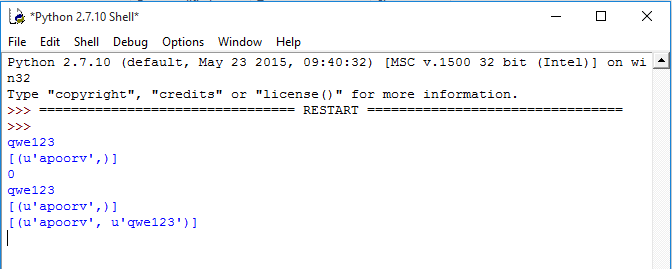 *Python 2.7.10 Shell*
File Edit Shell Debug Options Window Help
Python 2.7.10 (default, May 23 2015, 09:40:32) [MSC v.1500 32 bit (Intel)] on wi
n32
Type "copyright", "credits" or "license()" for more information.
>>> ================================ RESTART ================================
>>>
qwe123
[(u'apoorv',)]
0
qwe123
[(u'apoorv',)]
[(u'apoorv', u'qwe123')]